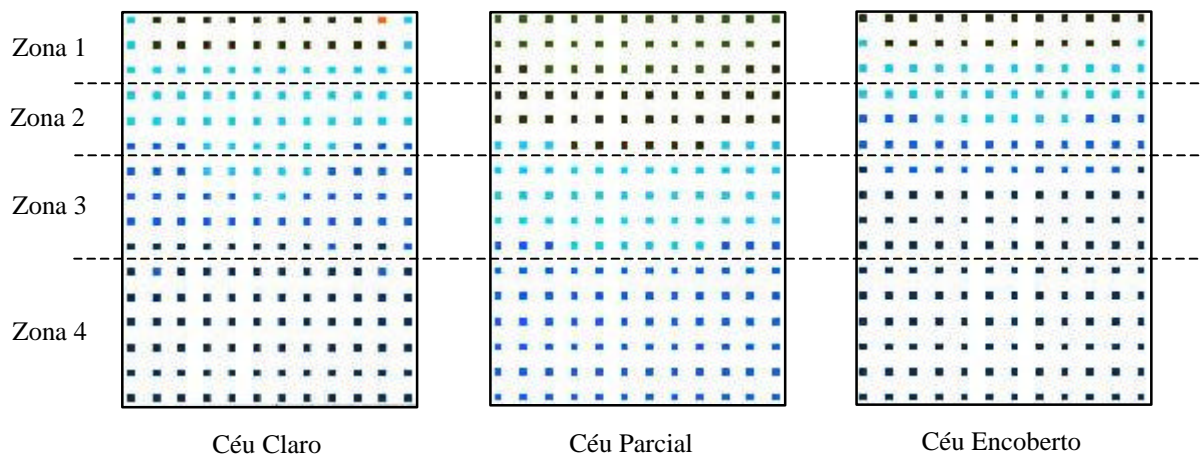 Zona 1
Zona 2
Zona 3
Zona 4
Céu Claro
Céu Parcial
Céu Encoberto